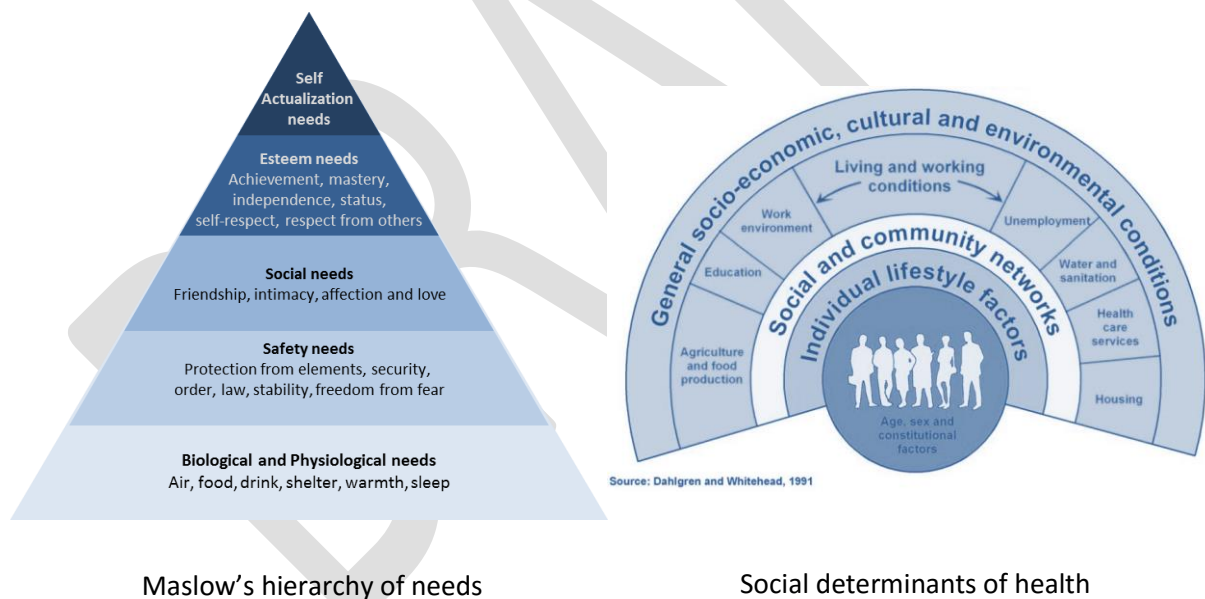 Self
Actualization
needs
Esteem needs
Achievement, mastery,
independence, status,
self-respect, respect from others
Social needs
Friendship, intimacy, affection and love
Safety needs
Protection from elements, security,
order, law, stability, freedom from fear
Biological and Physiological needs
Air, food, drink, shelter, warmth, sleep
Maslow's hierarchy of needs
General socio-economic, cultural and environmental conditions
Living and working
conditions
Work
environment
Unemployment
Education
Water and
sanitation
Agriculture
and food
production
Health
care
services
Housing
Social and community networks
Individual lifestyle factors
Age, sex and
constitutional
factors
Source: Dahlgren and Whitehead, 1991
Social determinants of health